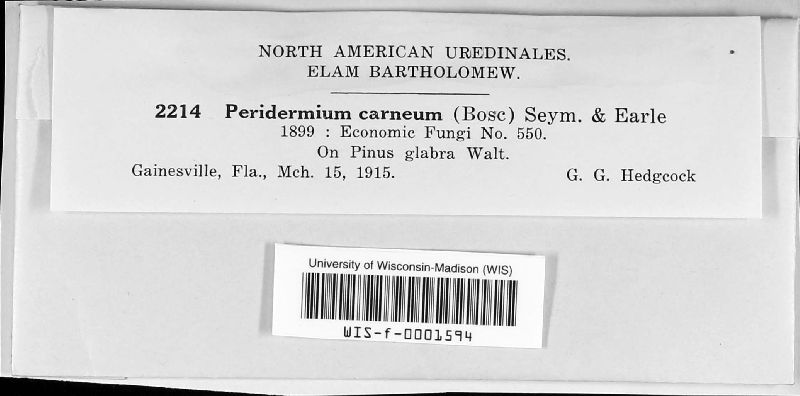 NORTH AMERICAN UREDINALES.
ELAM BARTHOLOMEW.
2214 Peridermium carneum (Bosc) Seym. & Earle
1899 : Economic Fungi No. 550.
On Pinus glabra Walt.
Gainesville, Fla., Mch. 15, 1915. G. G. Hedgcock
University of Wisconsin-Madison (WIS)
WIS-f-0001594